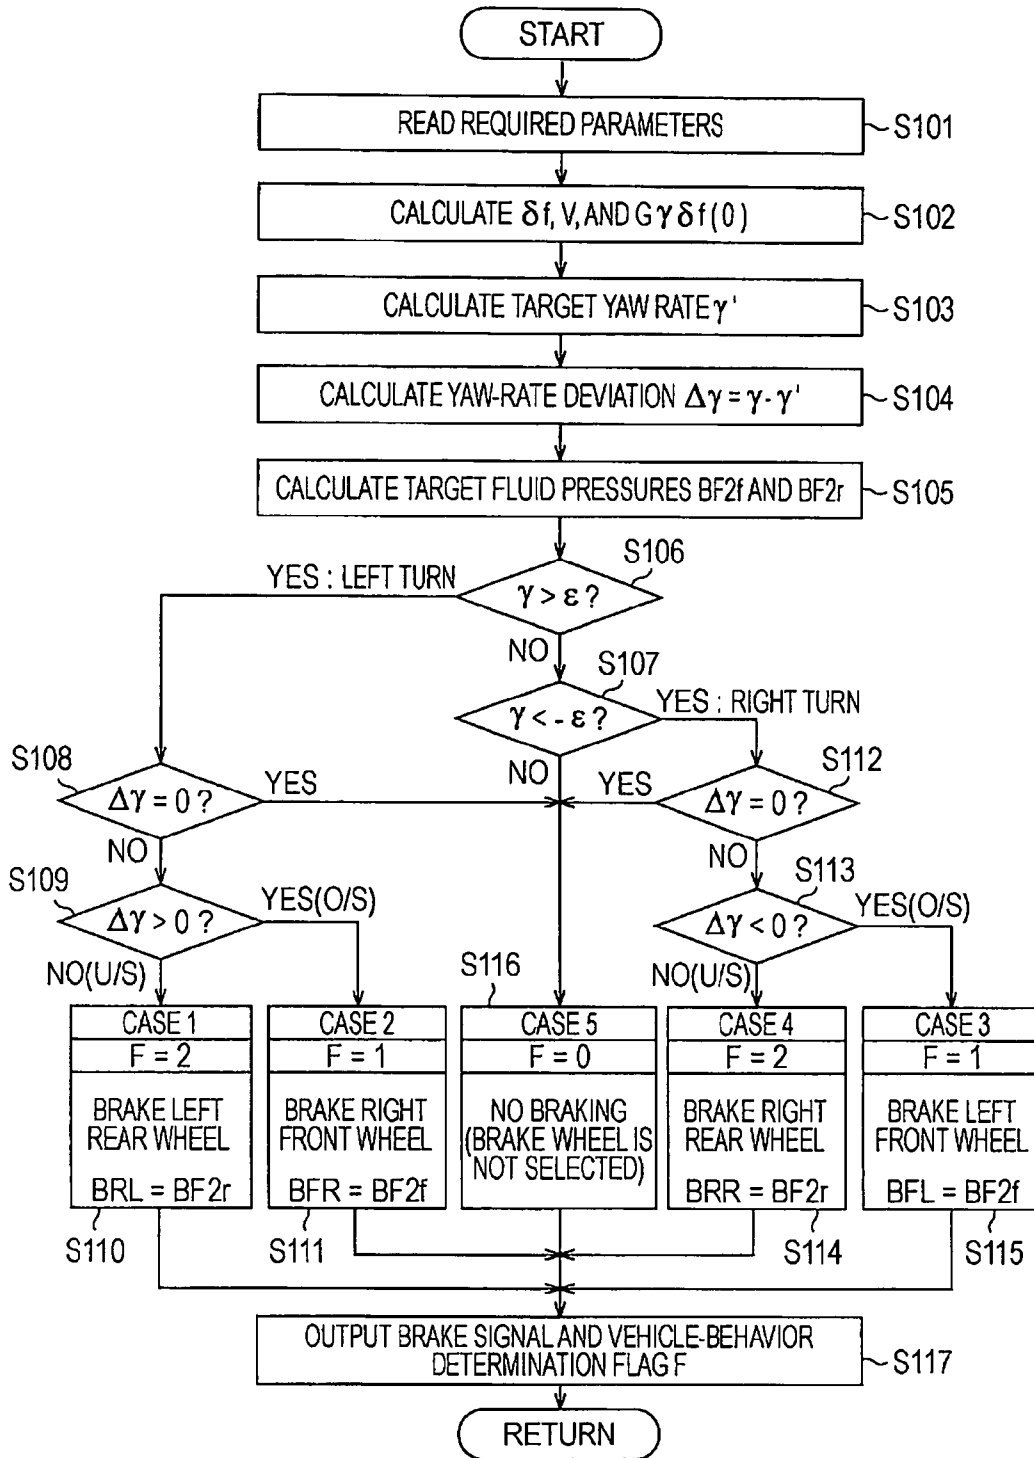 START
READ REQUIRED PARAMETERS
S101
CALCULATE δf, V, AND Gγδf(0)
S102
CALCULATE TARGET YAW RATE γ'
S103
CALCULATE YAW-RATE DEVIATION Δγ = γ - γ'
S104
CALCULATE TARGET FLUID PRESSURES BF2f AND BF2r
S105
S106
YES : LEFT TURN
γ > ε ?
NO
S107
YES : RIGHT TURN
γ < - ε ?
NO
S108
Δγ = 0 ?
YES
NO
S112
YES
Δγ = 0 ?
NO
S109
Δγ > 0 ?
YES(O/S)
NO(U/S)
S113
Δγ < 0 ?
YES(O/S)
NO(U/S)
S116
CASE 1
F = 2
BRAKE LEFT
REAR WHEEL
BRL = BF2r
S110
CASE 2
F = 1
BRAKE RIGHT
FRONT WHEEL
BFR = BF2f
S111
CASE 5
F = 0
NO BRAKING
(BRAKE WHEEL IS
NOT SELECTED)
CASE 4
F = 2
BRAKE RIGHT
REAR WHEEL
BRR = BF2r
S114
CASE 3
F = 1
BRAKE LEFT
FRONT WHEEL
BFL = BF2f
S115
OUTPUT BRAKE SIGNAL AND VEHICLE-BEHAVIOR
DETERMINATION FLAG F
S117
RETURN